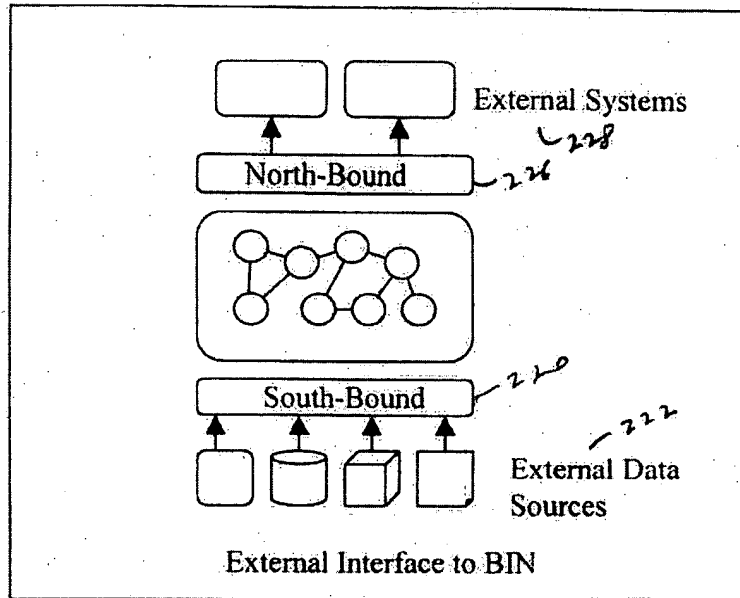 External Systems
228
North-Bound
226
South-Bound
220
222
External Data
Sources
External Interface to BIN